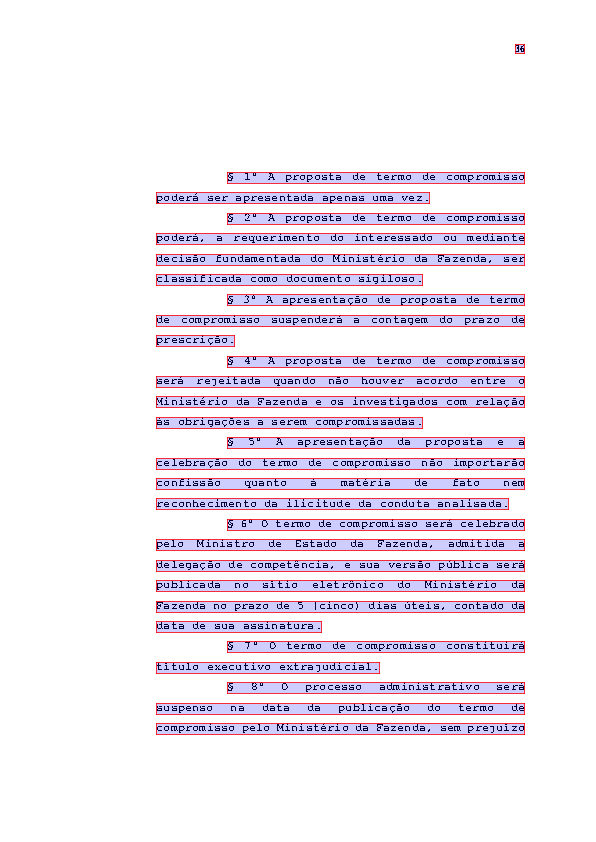 36
§ 1º A proposta de termo de compromisso
poderá ser apresentada apenas uma vez.
§ 2º A proposta de termo de compromisso
poderá, a requerimento do interessado ou mediante
decisão fundamentada do Ministério da Fazenda, ser
classificada como documento sigiloso.
§ 3º A apresentação de proposta de termo
de compromisso suspenderá a contagem do prazo de
prescrição.
§ 4º A proposta de termo de compromisso
será rejeitada quando não houver acordo entre o
Ministério da Fazenda e os investigados com relação
às obrigações a serem compromissadas.
§ 5º A apresentação da proposta e a
celebração do termo de compromisso não importarão
confissão quanto à matéria de fato nem
reconhecimento da ilicitude da conduta analisada.
§ 6º O termo de compromisso será celebrado
pelo Ministro de Estado da Fazenda, admitida a
delegação de competência, e sua versão pública será
publicada no sítio eletrônico do Ministério da
Fazenda no prazo de 5 (cinco) dias úteis, contado da
data de sua assinatura.
§ 7º O termo de compromisso constituirá
título executivo extrajudicial.
§ 8º O processo administrativo será
suspenso na data da publicação do termo de
compromisso pelo Ministério da Fazenda, sem prejuízo